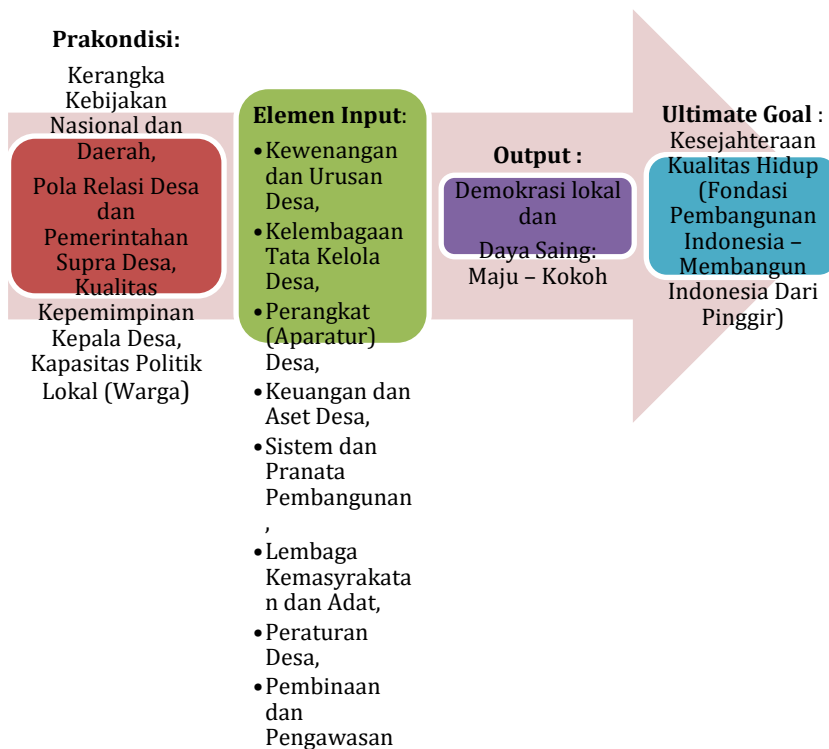 Prakondisi:
Kerangka
Kebijakan
Nasional dan
Daerah,
Pola Relasi Desa
dan
Pemerintahan
Supra Desa,
Kualitas
Kepemimpinan
Kepala Desa,
Kapasitas Politik
Lokal (Warga)
Elemen Input:
•Kewenangan
dan Urusan
Desa,
•Kelembagaan
Tata Kelola
Desa,
•Perangkat
(Aparatur)
Desa,
•Keuangan dan
Aset Desa,
•Sistem dan
Pranata
Pembangunan
,
•Lembaga
Kemasyrakata
n dan Adat,
•Peraturan
Desa,
•Pembinaan
dan
Pengawasan
Output :
Demokrasi lokal
dan
Daya Saing:
Maju – Kokoh
Ultimate Goal :
Kesejahteraan
Kualitas Hidup
(Fondasi
Pembangunan
Indonesia –
Membangun
Indonesia Dari
Pinggir)